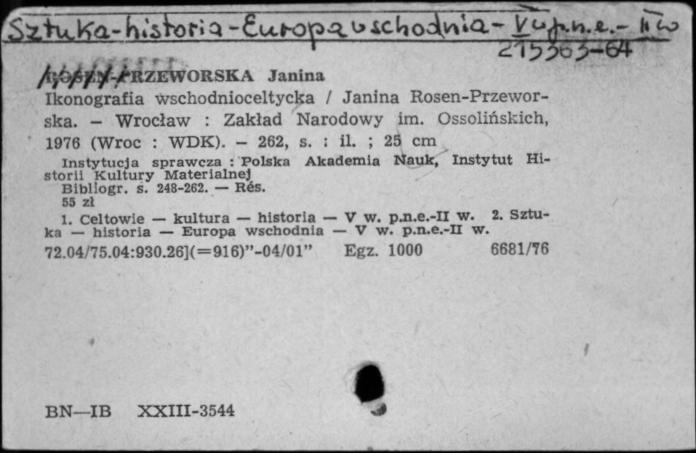 Sztuka-historia-Europa wschodnia- V w p.n.e.- II w
215363-64
ROSEN-PRZEWORSKA Janina
Ikonografia wschodnioceltycka / Janina Rosen-Przewor-
ska. — Wrocław : Zakład Narodowy im. Ossolińskich,
1976 (Wroc : WDK). — 262, s. : il. ; 25 cm
Instytucja sprawcza : Polska Akademia Nauk, Instytut Hi-
storii Kultury Materialnej
Bibliogr. s. 248-262. — Rés.
55 zł
1. Celtowie — kultura — historia — V w. p.n.e.-II w. 2. Sztu-
ka — historia — Europa wschodnia — V w. p.n.e.-II w.
72.04/75.04:930.26](=916)”-04/01” Egz. 1000 6681/76
BN—IB XXIII-3544